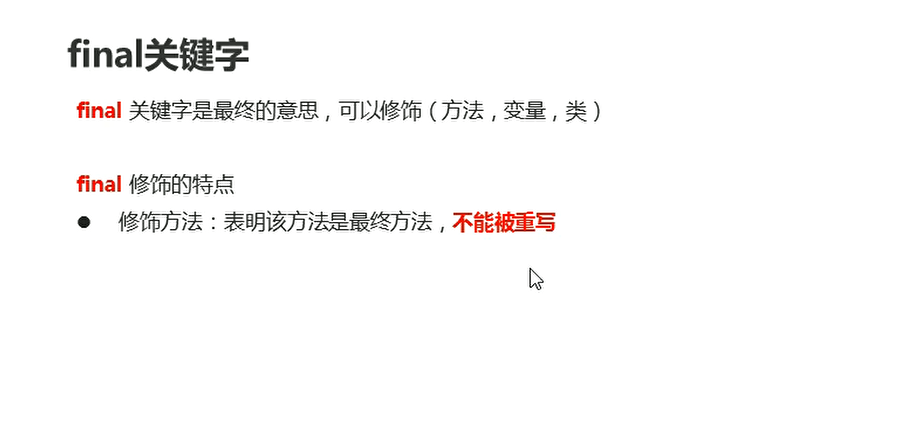 final关键字
final 关键字是最终的意思，可以修饰（方法，变量，类）
final 修饰的特点
● 修饰方法：表明该方法是最终方法，不能被重写